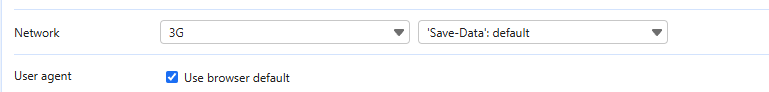 Network 3G 'Save-Data': default
User agent Use browser default